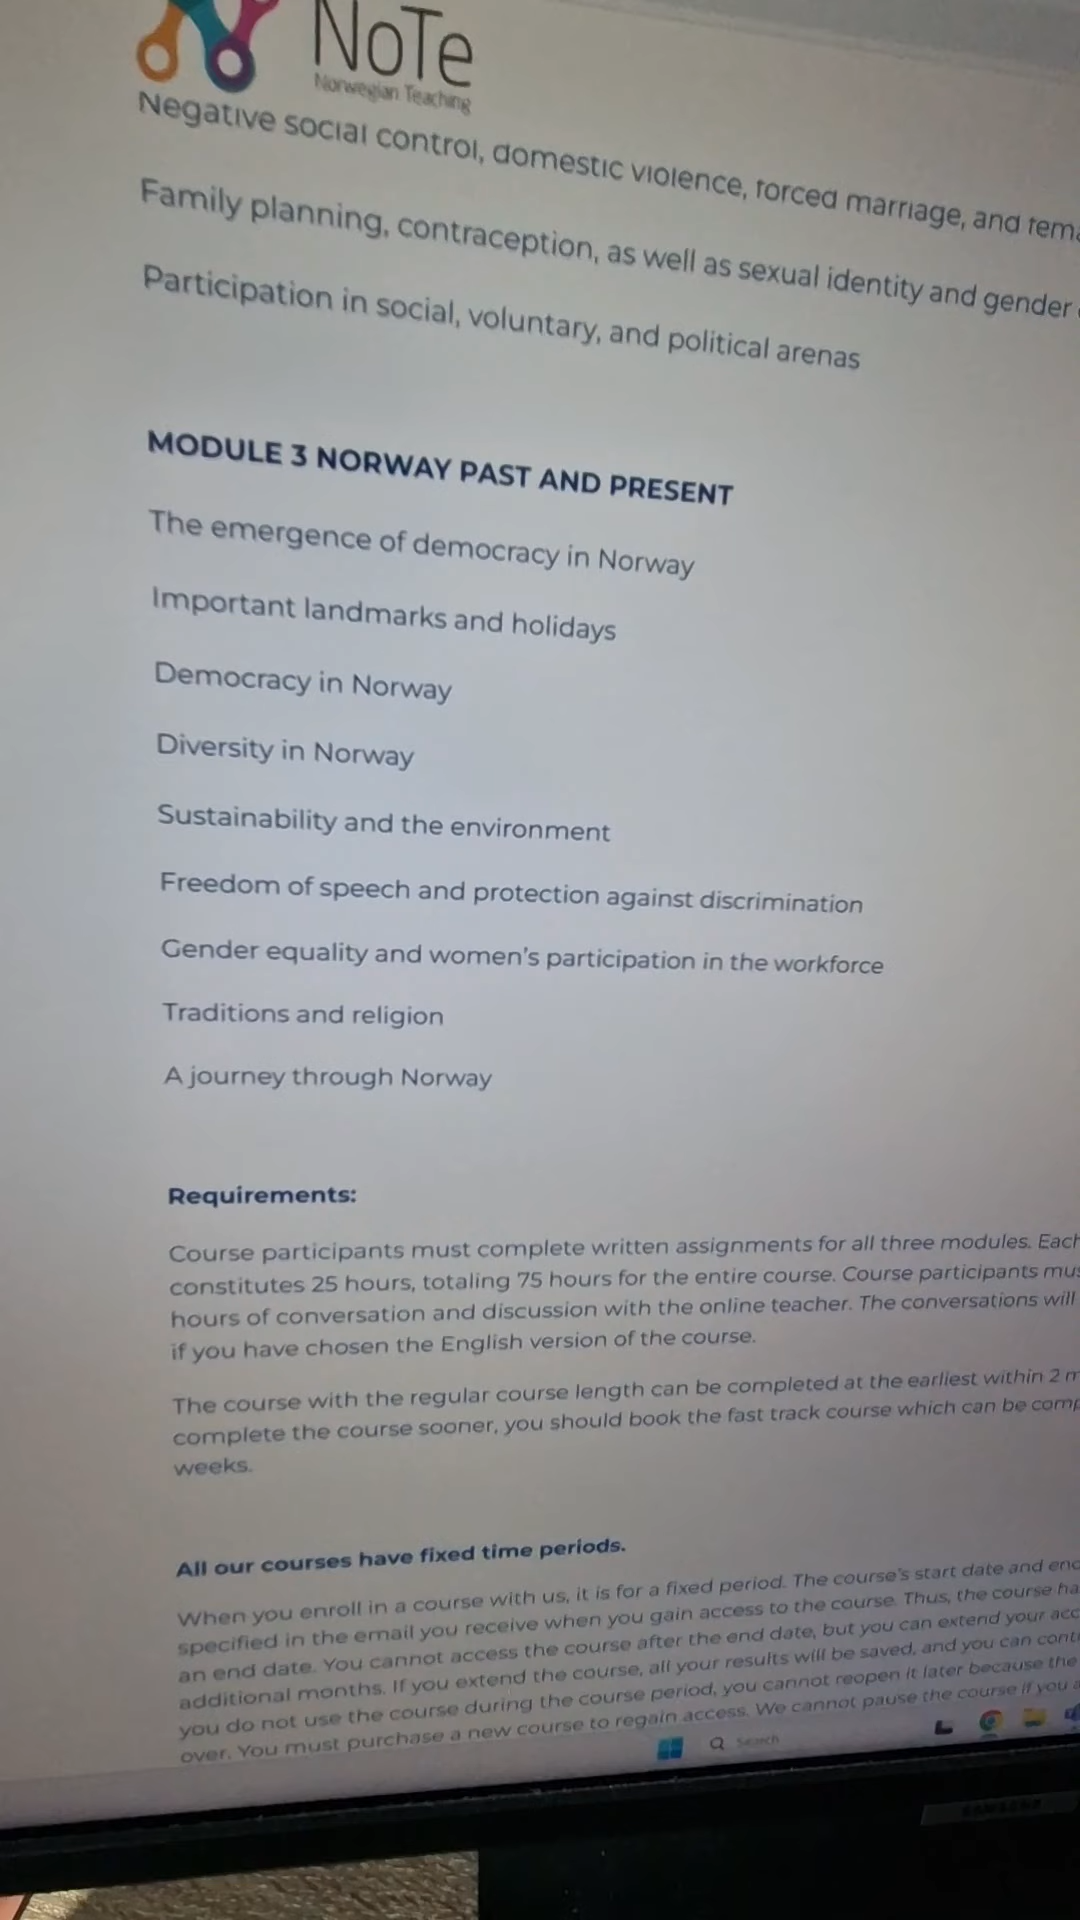 NoTe
Norwegian Teaching
Negative social control, domestic violence, forced marriage, and
Family planning, contraception, as well as sexual identity and gender
Participation in social, voluntary, and political arenas
MODULE 3 NORWAY PAST AND PRESENT
The emergence of democracy in Norway
Important landmarks and holidays
Democracy in Norway
Diversity in Norway
Sustainability and the environment
Freedom of speech and protection against discrimination
Gender equality and women's participation in the workforce
Traditions and religion
A journey through Norway
Requirements:
Course participants must complete written assignments for all three modules. Each
constitutes 25 hours, totaling 75 hours for the entire course. Course participants
hours of conversation and discussion with the online teacher. The conversations will
if you have chosen the English version of the course.
The course with the regular course length can be completed at the earliest within 2
complete the course sooner, you should book the fast track course which can be
weeks.
All our courses have fixed time periods.
When you enroll in a course with us, it is for a fixed period. The course's start date and
specified in the email you receive when you gain access to the course. Thus, the course
an end date. You cannot access the course after the end date, but you can extend your
additional months. If you extend the course, all your results will be saved, and you can
you do not use the course during the course period, you cannot reopen it later because the
over. You must purchase a new course to regain access. We cannot pause the course if you
Search
SAMSUNG